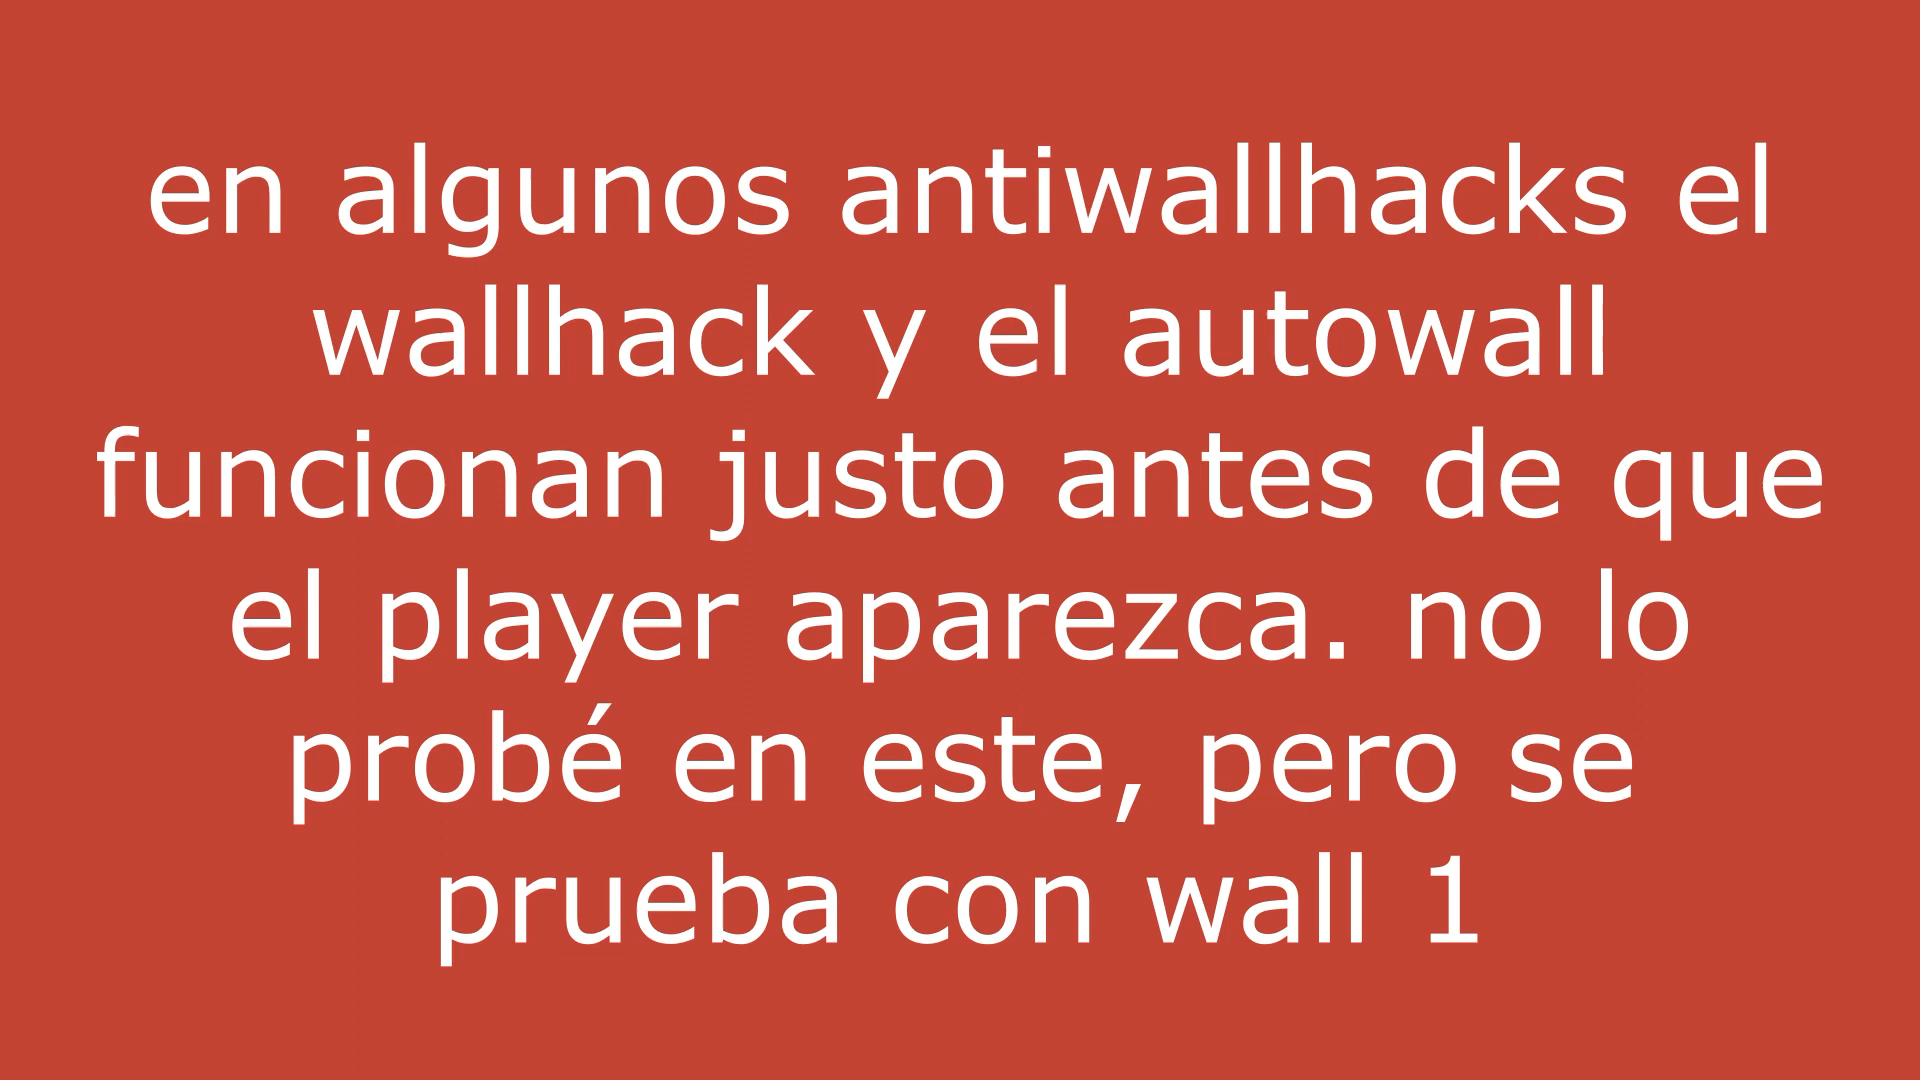 en algunos antiwallhacks el
wallhack y el autowall
funcionan justo antes de que
el player aparezca. no lo
probé en este, pero se
prueba con wall 1